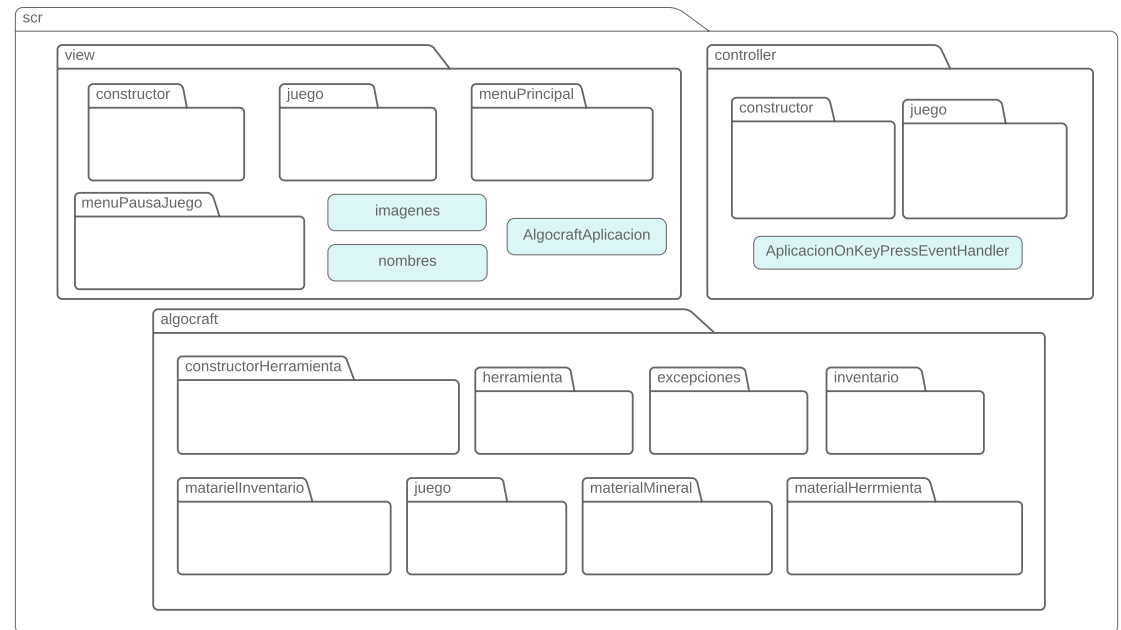 scr
view
constructor
juego
menuPrincipal
menuPausaJuego
imagenes
nombres
AlgocraftAplicacion
controller
constructor
juego
AplicacionOnKeyPressEventHandler
algocraft
constructorHerramienta
herramienta
excepciones
inventario
matarielInventario
juego
materialMineral
materialHerrmienta